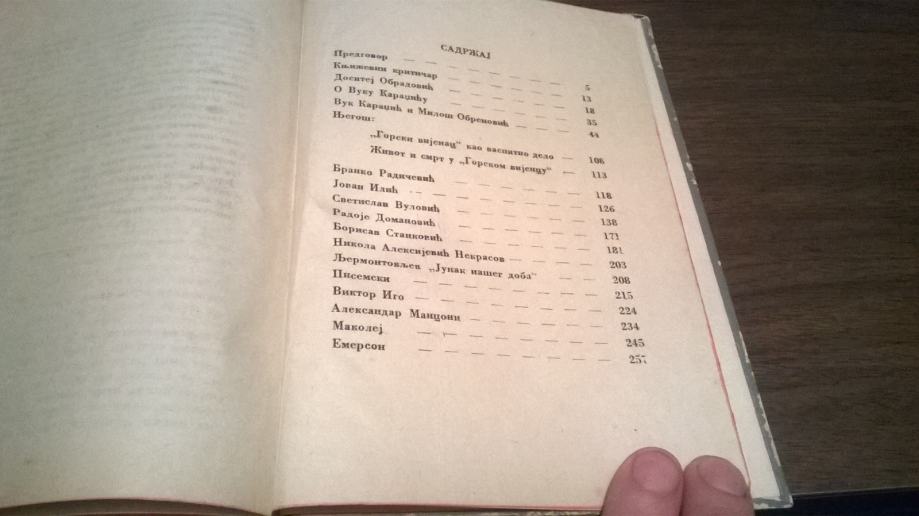 САДРЖАЈ
Предговор — — — — — — — 5
Књижевни критичар — — — — — — 13
Доситеј Обрадовић — — — — — — 18
О Вуку Караџићу — — — — — — 35
Вук Караџић и Милош Обреновић — — — — 44
Његош:
„Горски вијенац“ као васпитно дело — 106
Живот и смрт у „Горском вијенцу“ — 113
Бранко Радичевић — — — — — — 118
Јован Илић — — — — — — — 126
Светислав Вуловић — — — — — — 138
Радоје Домановић — — — — — — 171
Борисав Станковић — — — — — — 181
Никола Алексијевић Некрасов — — — — 203
Љермонтовљев „Јунак нашег доба“ — — — 208
Писемски — — — — — — — 215
Виктор Иго — — — — — — — 224
Александар Манцони — — — — — — 234
Маколеј — — — — — — — 245
Емерсон — — — — — — — 257